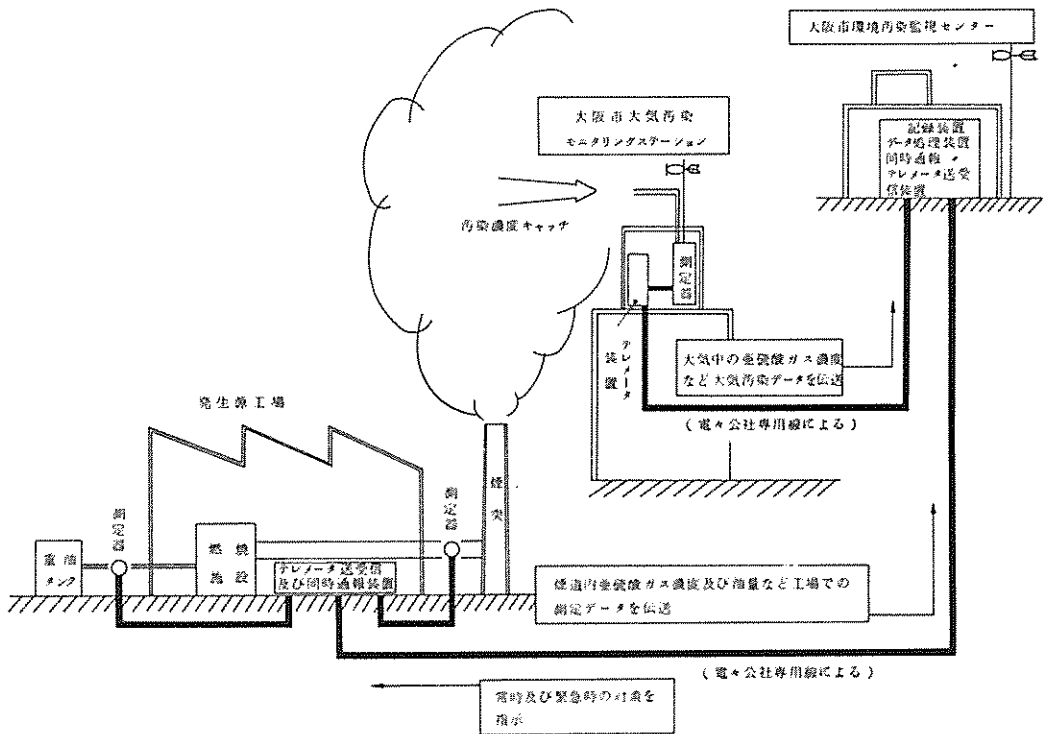 大阪市環境汚染監視センター
大阪市大気汚染
モニタリングステーション
記録装置
データ処理装置
同時通報・
テレメータ送受
信装置
汚染濃度キャッチ
測定器
テレメータ
装置
大気中の亜硫酸ガス濃度
など大気汚染データを伝送
(電々公社専用線による)
発生源工場
煙突
測定器
測定器
重油
タンク
燃焼
施設
テレメータ送受信
及び同時通報装置
煙道内亜硫酸ガス濃度及び油量など工場での
測定データを伝送
(電々公社専用線による)
常時及び緊急時の対策を
指示